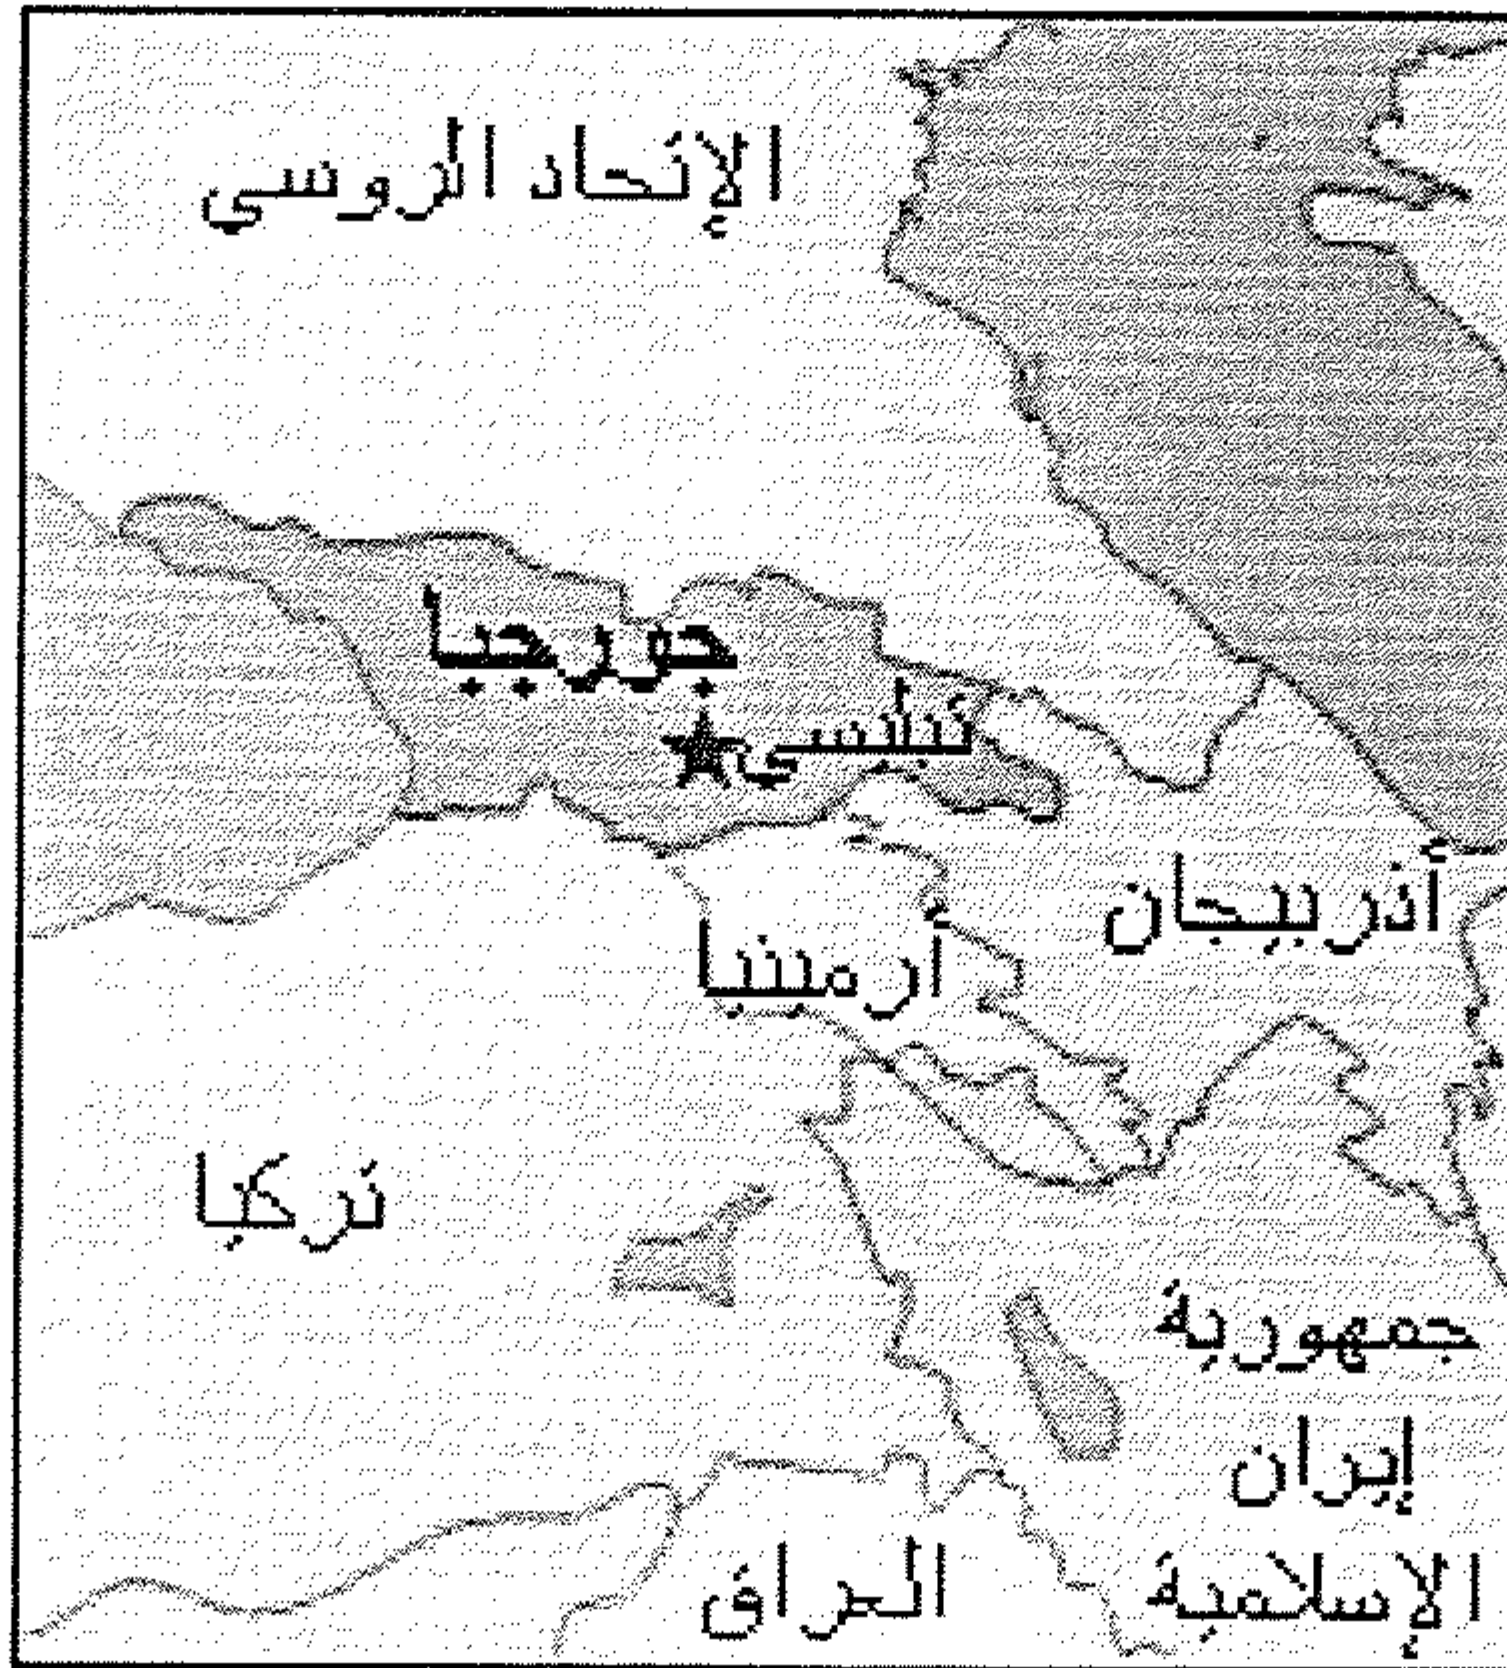 الإتحاد الروسي
جورجيا
تبليسي
أذربيجان
أرمينيا
تركيا
جمهورية
إيران
الإسلامية
العراق